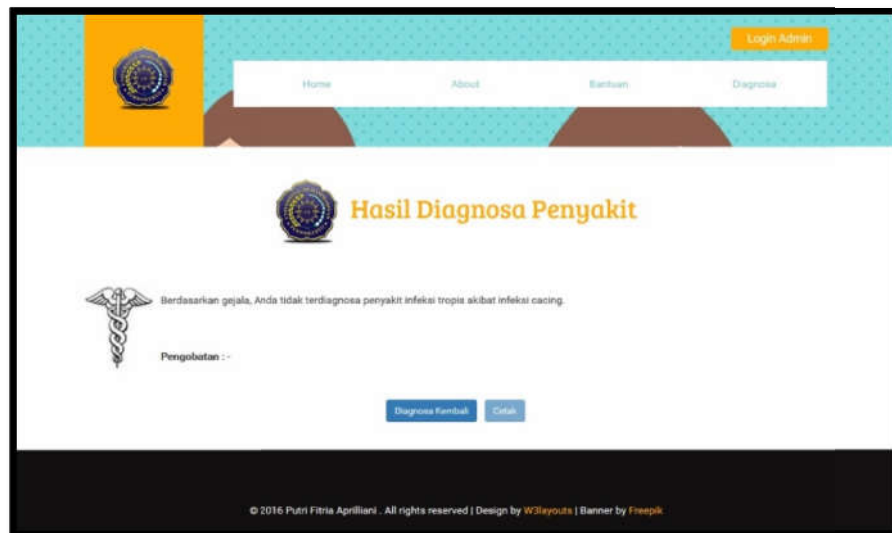 Login Admin
Home About Bantuan Diagnosa
Hasil Diagnosa Penyakit
Berdasarkan gejala, Anda tidak terdiagnosa penyakit infeksi tropis akibat infeksi cacing.
Pengobatan : -
Diagnosa Kembali Cetak
© 2016 Putri Fitria Aprilliani . All rights reserved | Design by W3layouts | Banner by Freepik